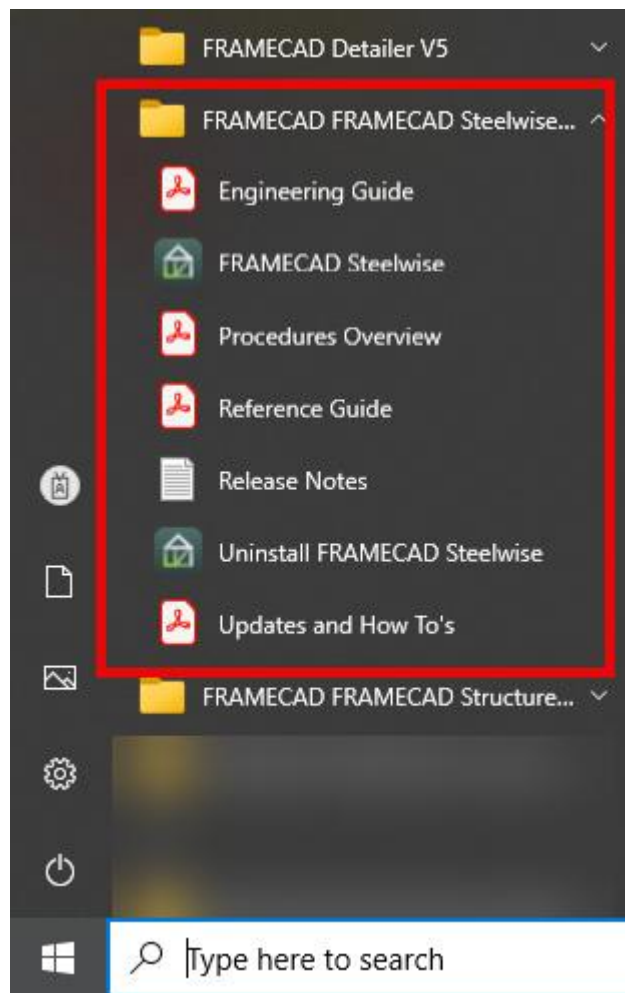 FRAMECAD Detailer V5
FRAMECAD FRAMECAD Steelwise...
Engineering Guide
FRAMECAD Steelwise
Procedures Overview
Reference Guide
Release Notes
Uninstall FRAMECAD Steelwise
Updates and How To's
FRAMECAD FRAMECAD Structure...
Type here to search